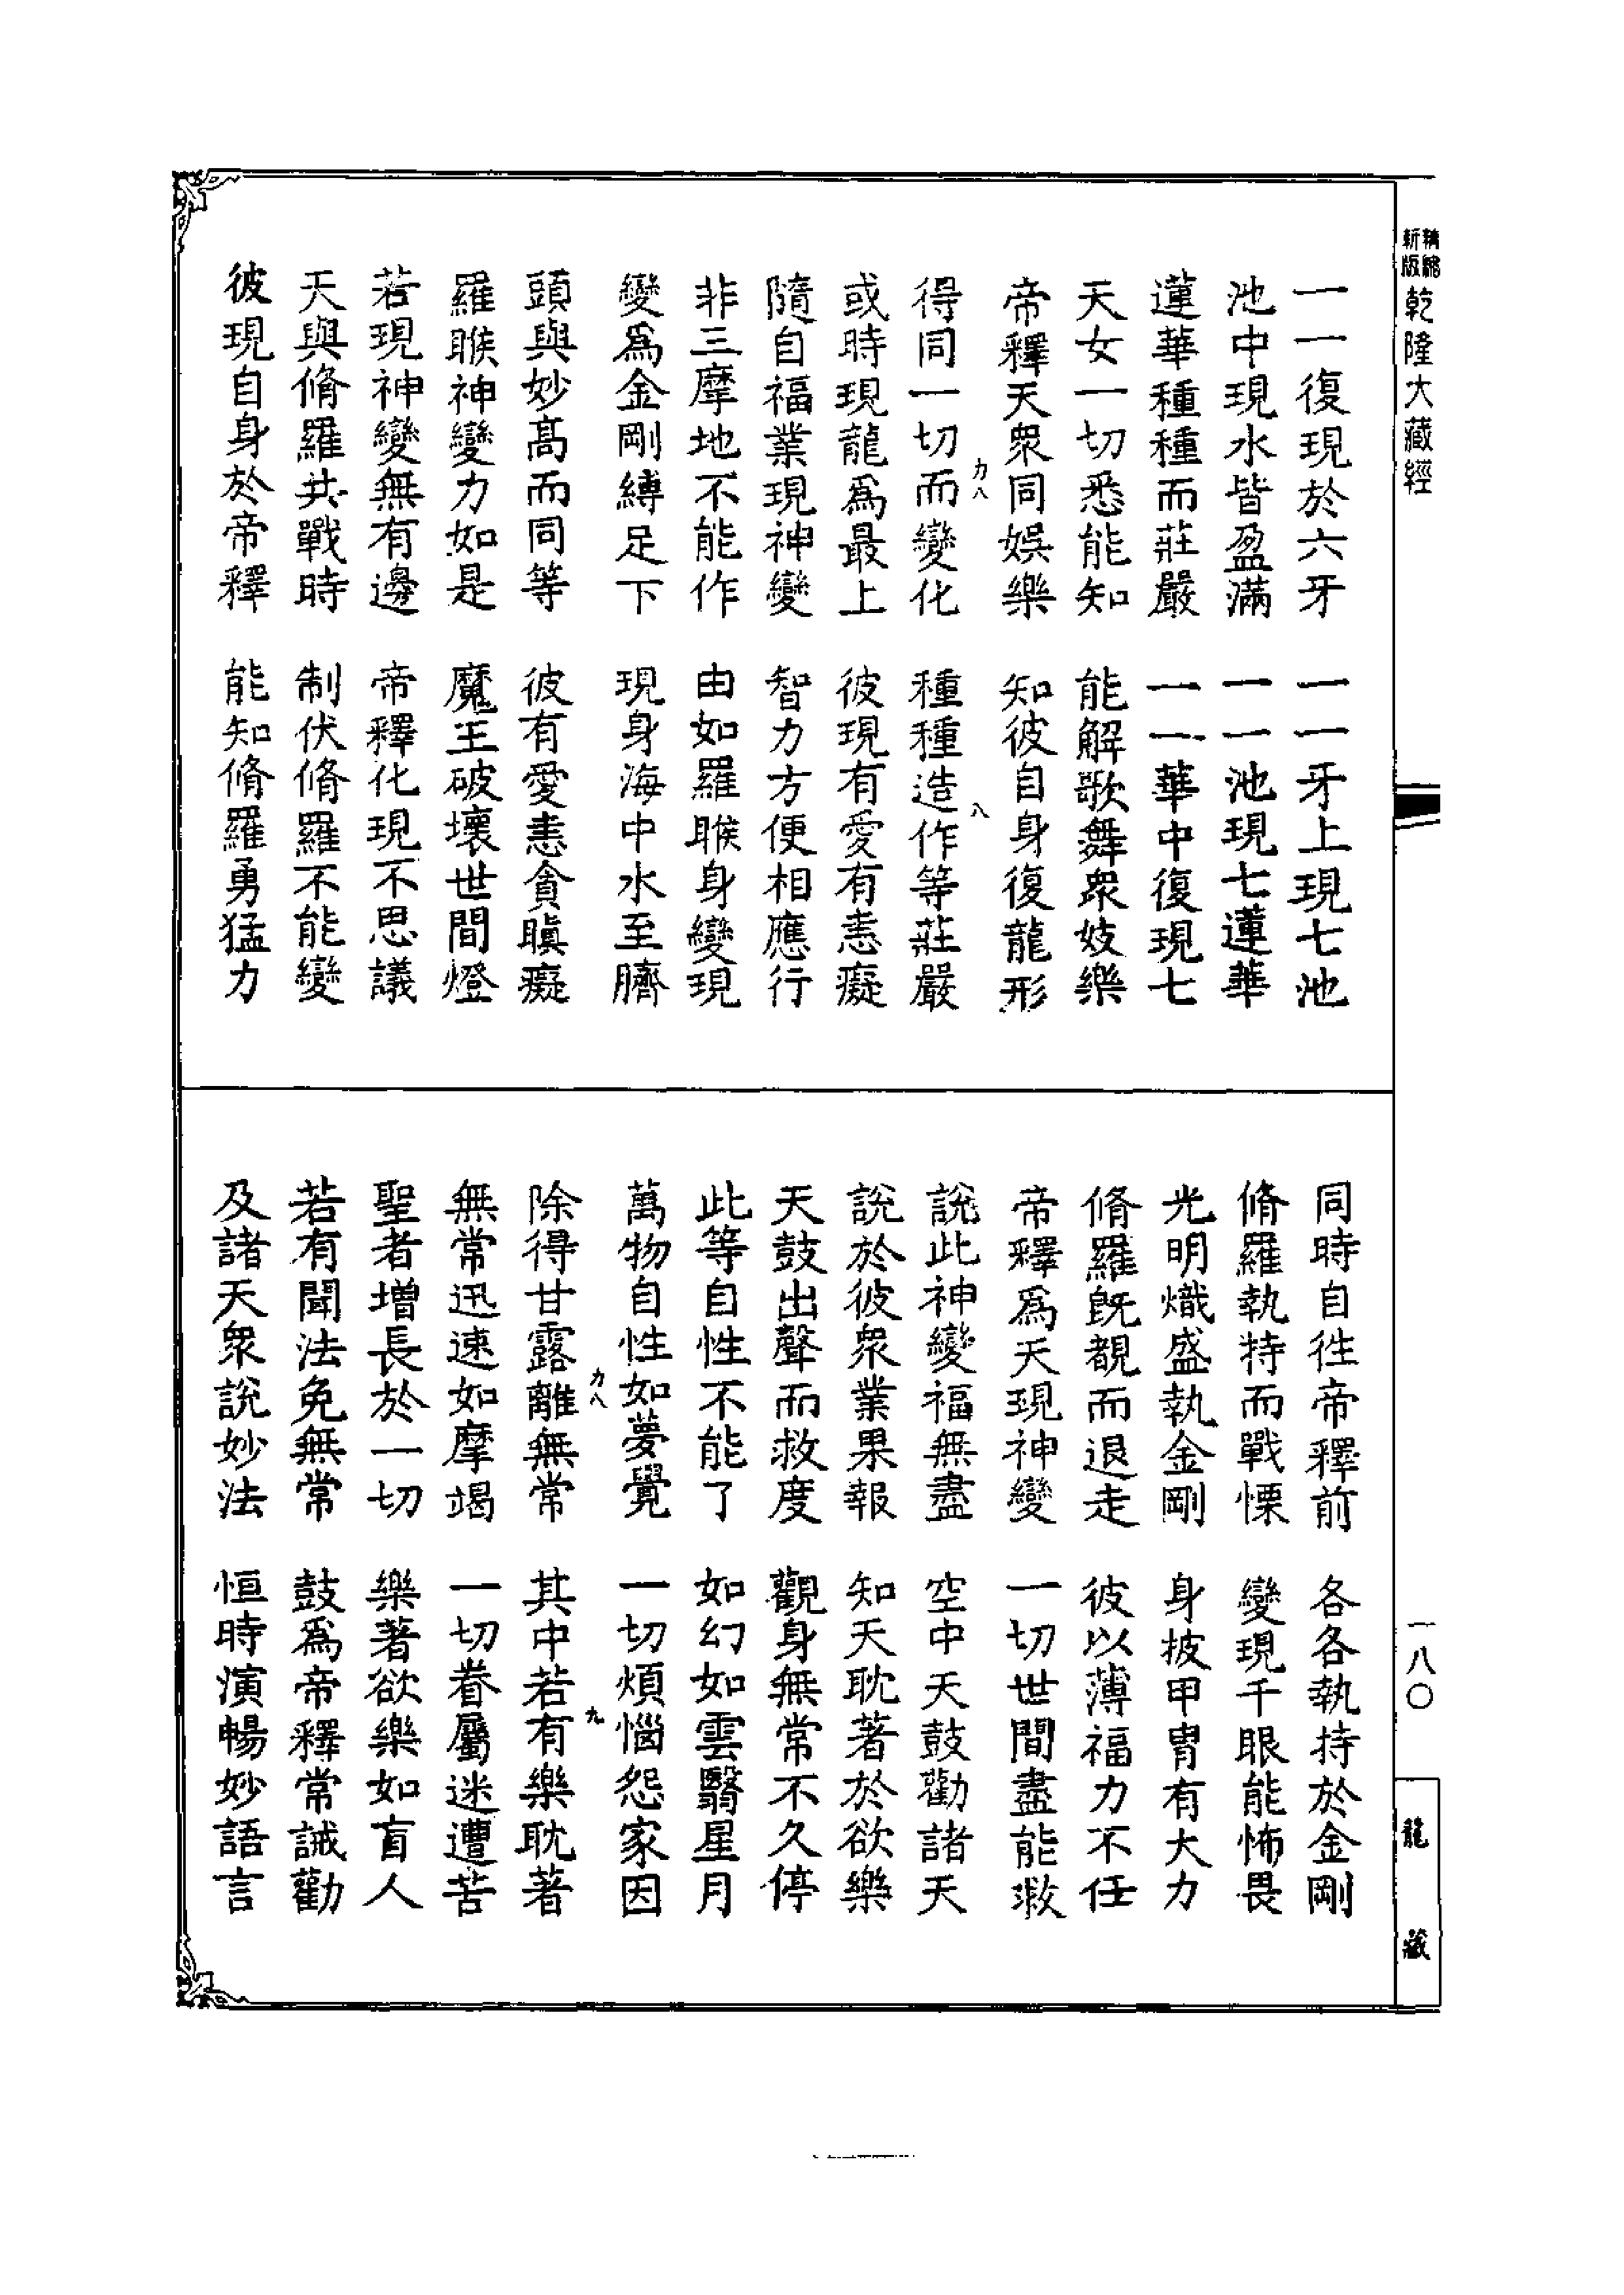 精縮新版 乾隆大藏經
一一復現於六牙　一一牙上現七池
池中現水皆盈滿　一一池現七蓮華
蓮華種種而莊嚴　一一華中復現七
天女一切悉能知　能解歌舞衆妓樂
帝釋天衆同娛樂　知彼自身復龍形
力八　八
得同一切而變化　種種造作等莊嚴
或時現龍爲最上　彼現有愛有恚癡
隨自福業現神變　智力方便相應行
非三摩地不能作　由如羅睺身變現
變爲金剛縛足下　現身海中水至臍
頭與妙高而同等　彼有愛恚貪瞋癡
羅睺神變力如是　魔王破壞世間燈
若現神變無有邊　帝釋化現不思議
天與脩羅共戰時　制伏脩羅不能變
彼現自身於帝釋　能知脩羅勇猛力
同時自往帝釋前　各各執持於金剛
脩羅執持而戰慄　變現千眼能怖畏
光明熾盛執金剛　身披甲冑有大力
脩羅旣覩而退走　彼以薄福力不任
帝釋爲天現神變　一切世間盡能救
說此神變福無盡　空中天鼓勸諸天
說於彼衆業果報　知天耽著於欲樂
天鼓出聲而救度　觀身無常不久停
此等自性不能了　如幻如雲翳星月
萬物自性如夢覺　一切煩惱怨家因
力八　九
除得甘露離無常　其中若有樂耽著
無常迅速如摩竭　一切眷屬迷遭苦
聖者增長於一切　樂著欲樂如盲人
若有聞法免無常　鼓爲帝釋常誡勸
及諸天衆說妙法　恒時演暢妙語言
一八〇
龍藏